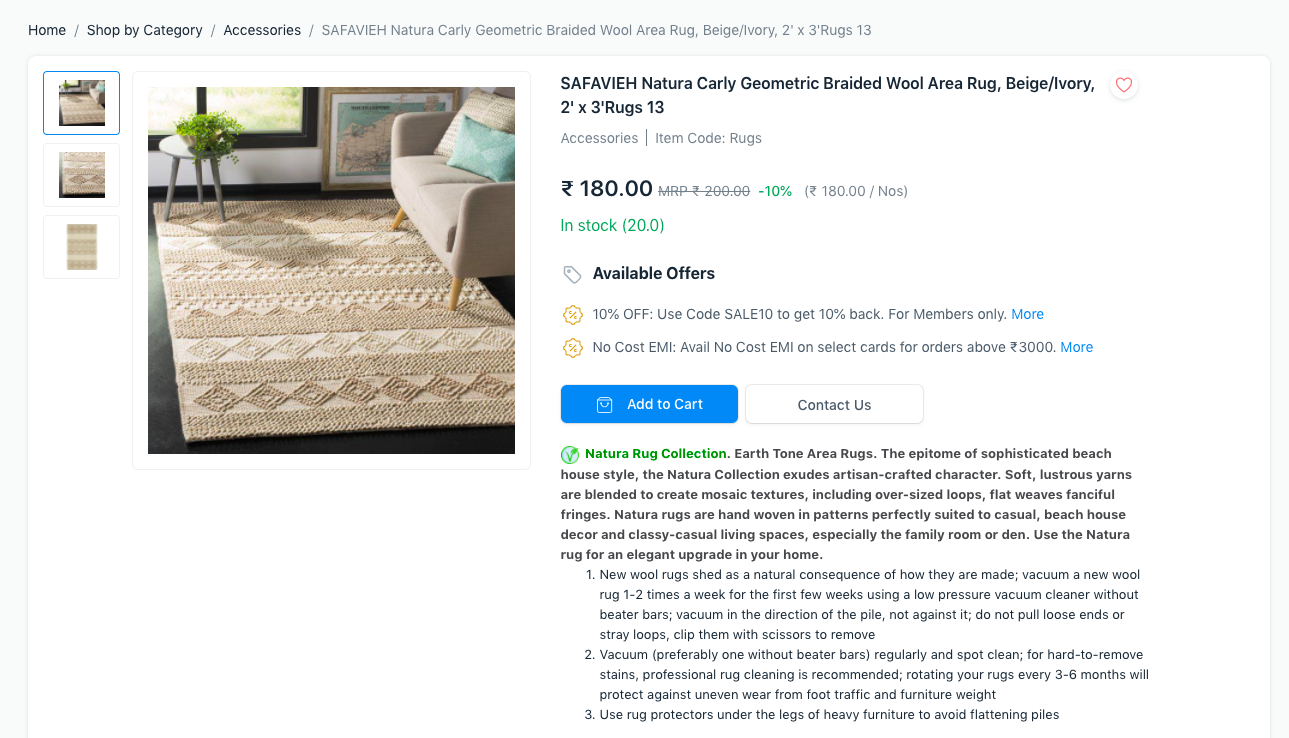 Home / Shop by Category / Accessories / SAFAVIEH Natura Carly Geometric Braided Wool Area Rug, Beige/Ivory, 2' x 3'Rugs 13
SAFAVIEH Natura Carly Geometric Braided Wool Area Rug, Beige/Ivory,
2' x 3'Rugs 13
Accessories | Item Code: Rugs
₹ 180.00 MRP ₹ 200.00 -10% (₹ 180.00 / Nos)
In stock (20.0)
Available Offers
10% OFF: Use Code SALE10 to get 10% back. For Members only. More
No Cost EMI: Avail No Cost EMI on select cards for orders above ₹3000. More
Add to Cart
Contact Us
Natura Rug Collection. Earth Tone Area Rugs. The epitome of sophisticated beach
house style, the Natura Collection exudes artisan-crafted character. Soft, lustrous yarns
are blended to create mosaic textures, including over-sized loops, flat weaves fanciful
fringes. Natura rugs are hand woven in patterns perfectly suited to casual, beach house
decor and classy-casual living spaces, especially the family room or den. Use the Natura
rug for an elegant upgrade in your home.
1. New wool rugs shed as a natural consequence of how they are made; vacuum a new wool
rug 1-2 times a week for the first few weeks using a low pressure vacuum cleaner without
beater bars; vacuum in the direction of the pile, not against it; do not pull loose ends or
stray loops, clip them with scissors to remove
2. Vacuum (preferably one without beater bars) regularly and spot clean; for hard-to-remove
stains, professional rug cleaning is recommended; rotating your rugs every 3-6 months will
protect against uneven wear from foot traffic and furniture weight
3. Use rug protectors under the legs of heavy furniture to avoid flattening piles